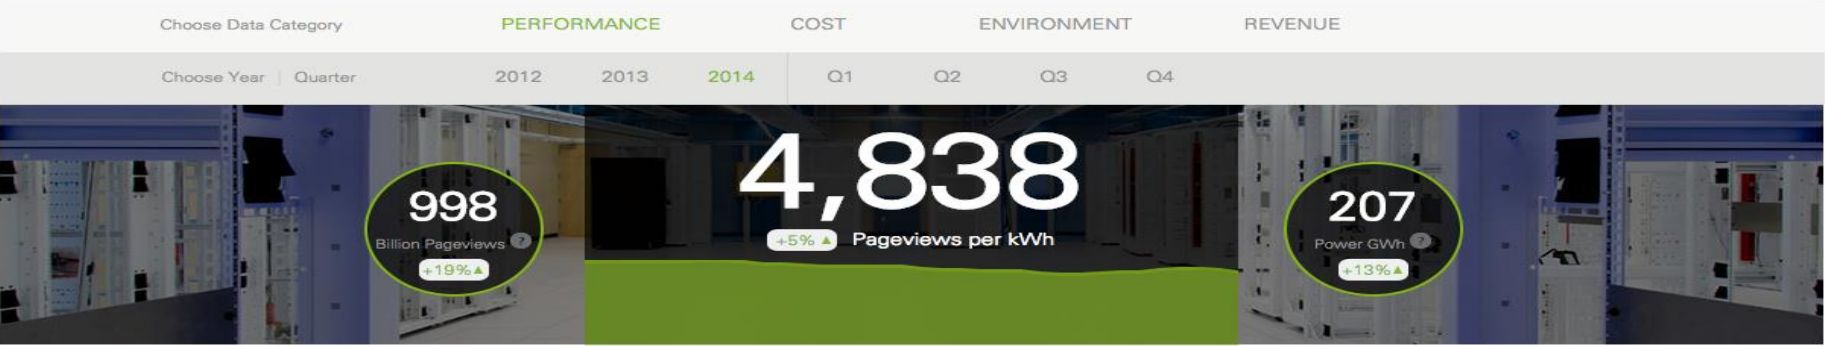 Choose Data Category PERFORMANCE COST ENVIRONMENT REVENUE
Choose Year | Quarter 2012 2013 2014 Q1 Q2 Q3 Q4
998
Billion Pageviews ?
+19% ▲
4,838
+5% ▲ Pageviews per kWh
207
Power GWh ?
+13% ▲